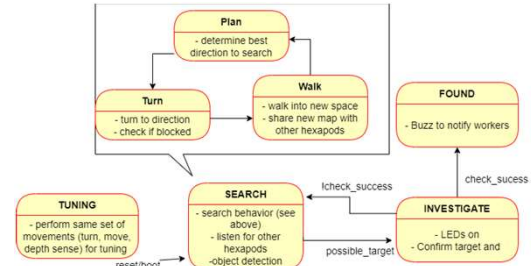 Plan
- determine best
direction to search
Turn
- turn to direction
- check if blocked
Walk
- walk into new space
- share new map with
other hexapods
FOUND
- Buzz to notify workers
check_sucess
!check_success
TUNING
- perform same set of
movements (turn, move,
depth sense) for tuning
reset/boot
SEARCH
- search behavior (see
above)
- listen for other
hexapods
-object detection
possible_target
INVESTIGATE
- LEDs on
- Confirm target and